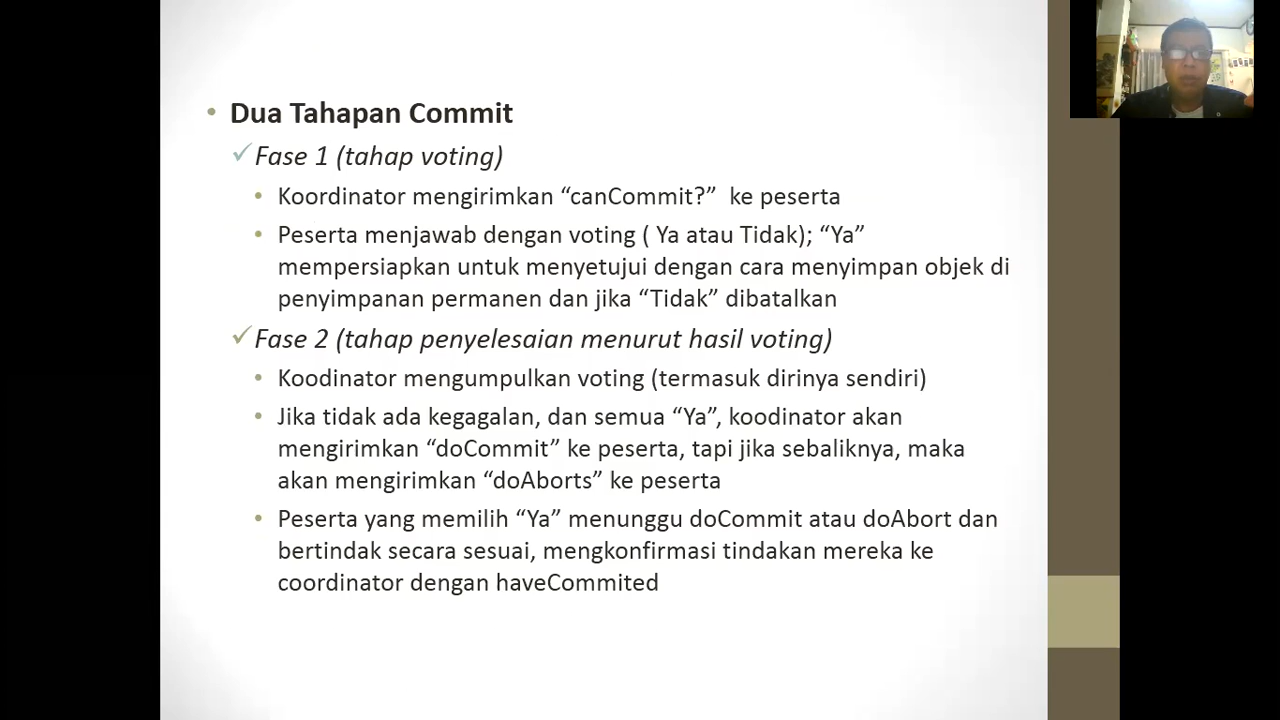 Dua Tahapan Commit
Fase 1 (tahap voting)
Koordinator mengirimkan “canCommit?” ke peserta
Peserta menjawab dengan voting ( Ya atau Tidak); “Ya”
mempersiapkan untuk menyetujui dengan cara menyimpan objek di
penyimpanan permanen dan jika “Tidak” dibatalkan
Fase 2 (tahap penyelesaian menurut hasil voting)
Koodinator mengumpulkan voting (termasuk dirinya sendiri)
Jika tidak ada kegagalan, dan semua “Ya”, koodinator akan
mengirimkan “doCommit” ke peserta, tapi jika sebaliknya, maka
akan mengirimkan “doAborts” ke peserta
Peserta yang memilih “Ya” menunggu doCommit atau doAbort dan
bertindak secara sesuai, mengkonfirmasi tindakan mereka ke
coordinator dengan haveCommited